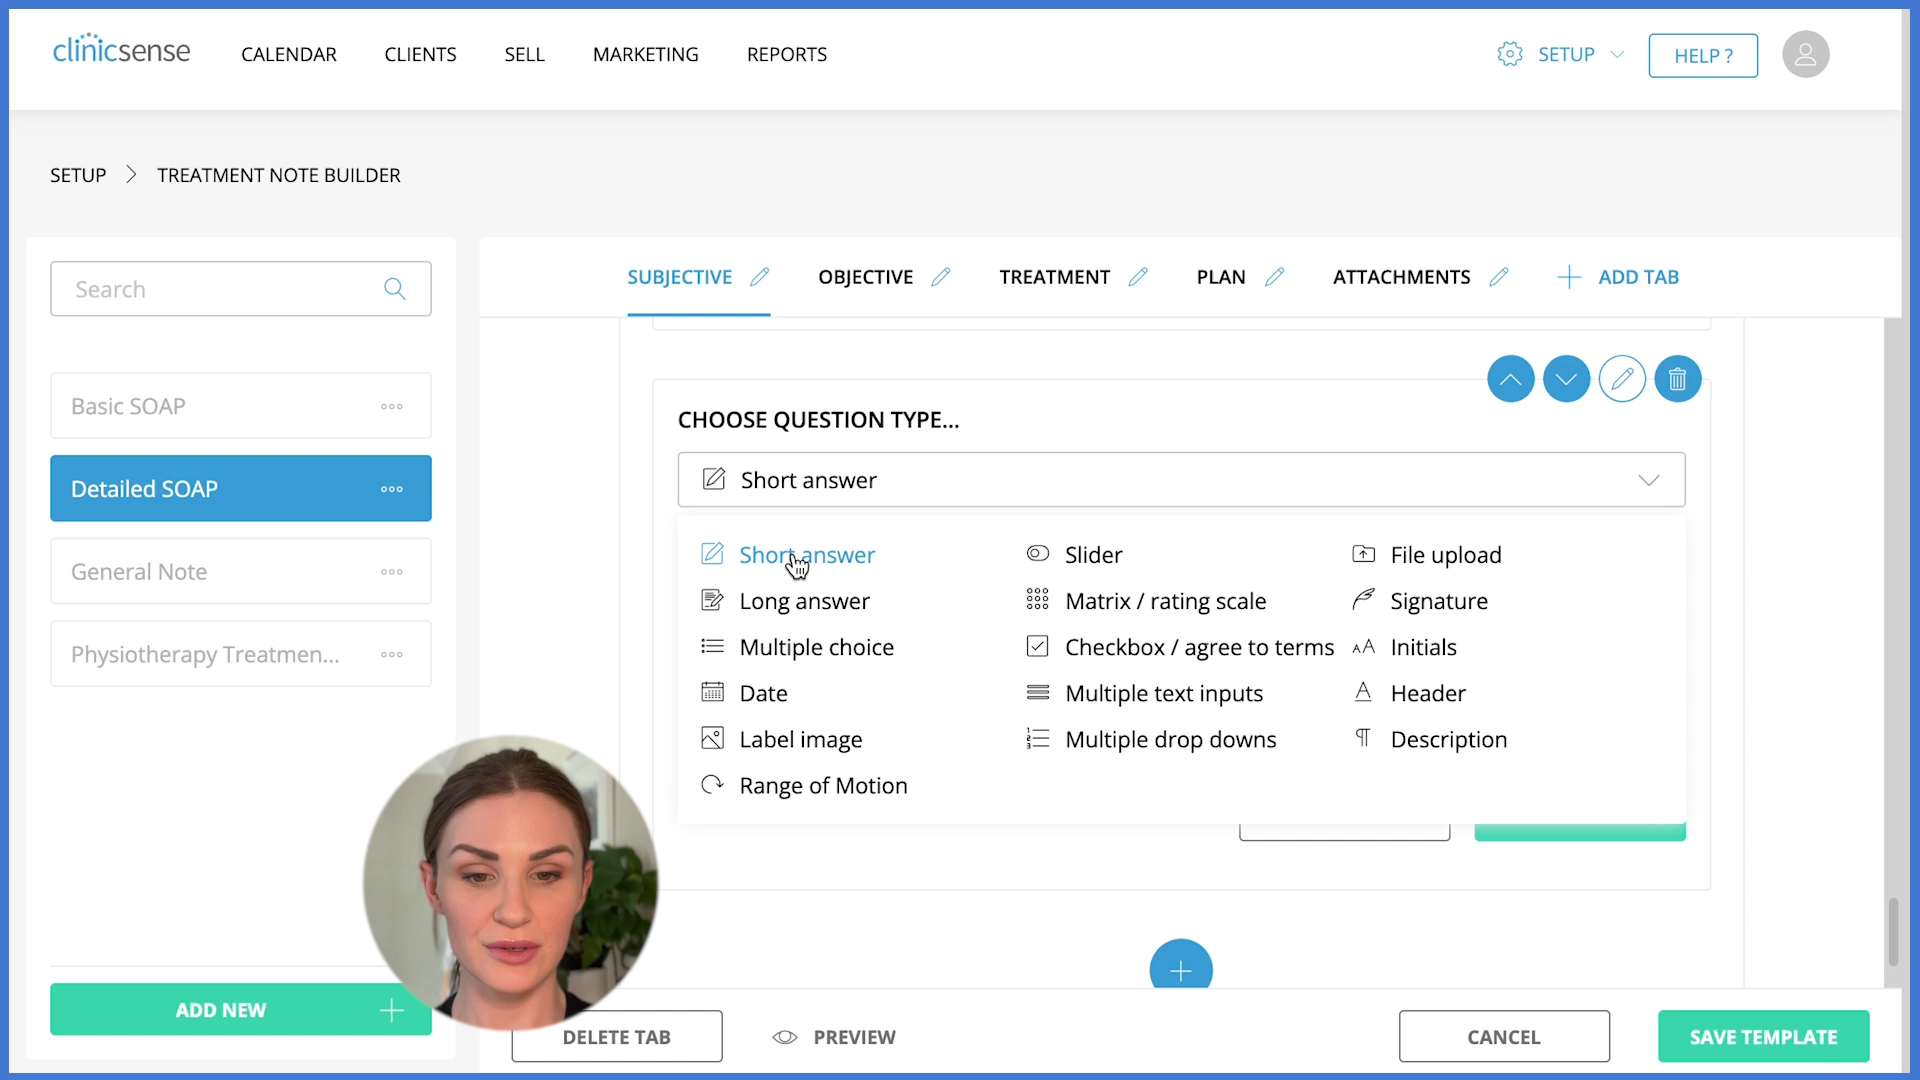 clinicsense
CALENDAR
CLIENTS
SELL
MARKETING
REPORTS
SETUP
HELP ?
SETUP
TREATMENT NOTE BUILDER
Search
Basic SOAP
Detailed SOAP
General Note
Physiotherapy Treatmen...
ADD NEW
SUBJECTIVE
OBJECTIVE
TREATMENT
PLAN
ATTACHMENTS
ADD TAB
CHOOSE QUESTION TYPE...
Short answer
Short answer
Long answer
Multiple choice
Date
Label image
Range of Motion
Slider
Matrix / rating scale
Checkbox / agree to terms
Multiple text inputs
Multiple drop downs
File upload
Signature
Initials
Header
Description
DELETE TAB
PREVIEW
CANCEL
SAVE TEMPLATE